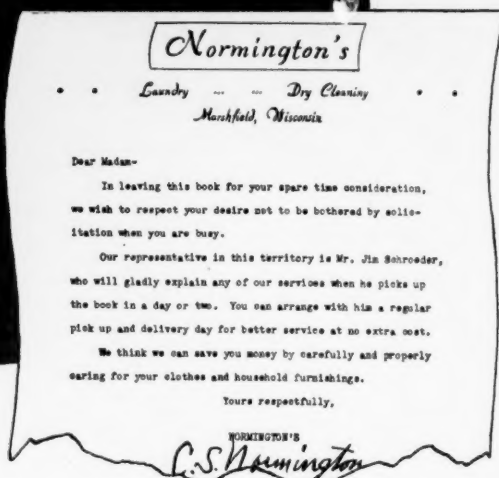 Normington's
Laundry — — Dry Cleaning
Marshfield, Wisconsin
Dear Madam-
In leaving this book for your spare time consideration,
we wish to respect your desire not to be bothered by solic-
itation when you are busy.
Our representative in this territory is Mr. Jim Schroeder,
who will gladly explain any of our services when he picks up
the book in a day or two. You can arrange with him a regular
pick up and delivery day for better service at no extra cost.
We think we can save you money by carefully and properly
caring for your clothes and household furnishings.
Yours respectfully,
NORMINGTON'S
C.S. Normington